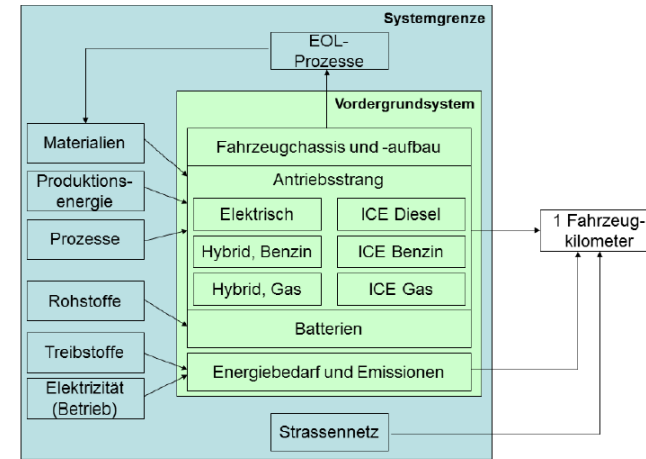 Systemgrenze
EOL-
Prozesse
Vordergrundsystem
Materialien
Produktions-
energie
Prozesse
Rohstoffe
Treibstoffe
Elektrizität
(Betrieb)
Fahrzeugchassis und -aufbau
Antriebsstrang
Elektrisch
ICE Diesel
Hybrid, Benzin
ICE Benzin
Hybrid, Gas
ICE Gas
Batterien
Energiebedarf und Emissionen
Strassennetz
1 Fahrzeug-
kilometer